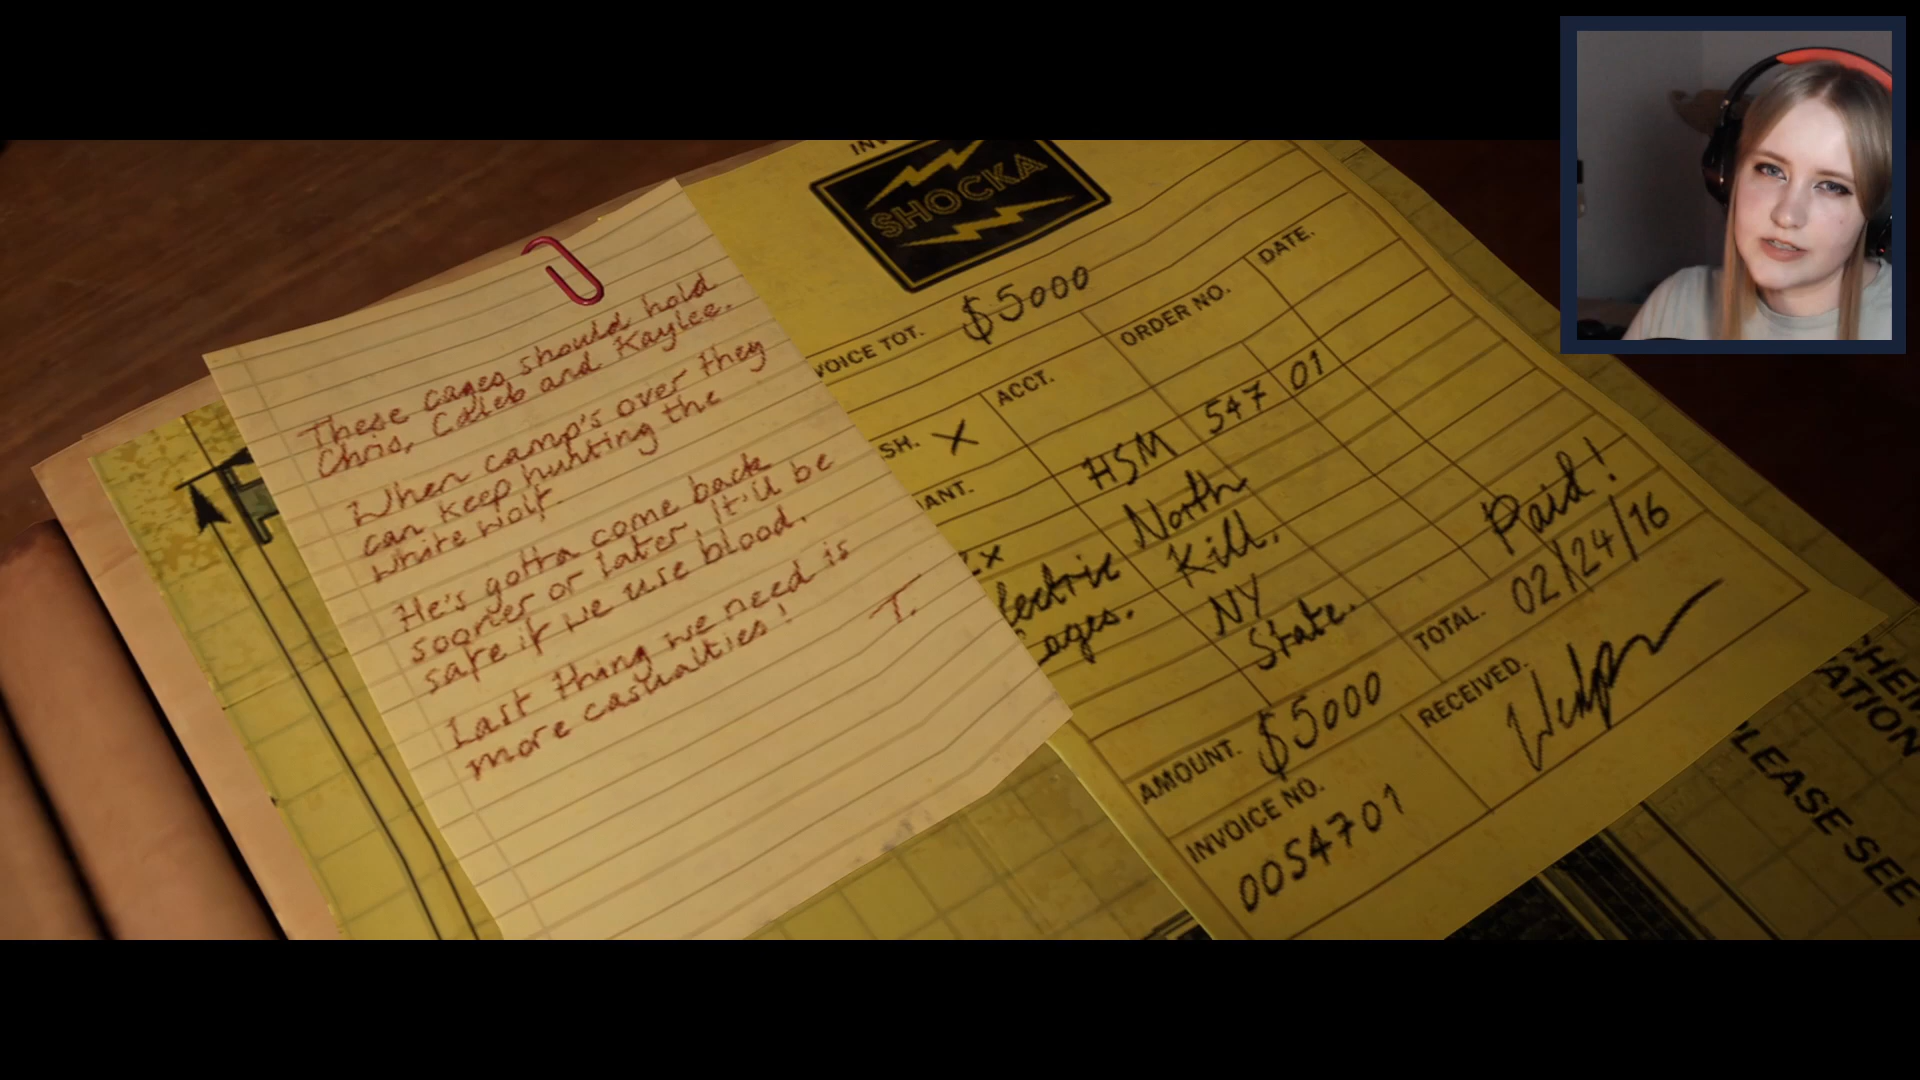 These cages should hold
Chris, Caleb and Kaylee.
When camp's over they
can keep hunting the
white wolf.
He's gotta come back
sooner or later, it'll be
safe if we use blood.
Last thing we need is
more casualties!
T.
SHOCKA
VOICE TOT. $5000
SH. X
ACCT.
ORDER NO.
DATE.
ANT.
HSM 547 01
North
Kill,
NY
State.
lectric
cages.
Paid!
02/24/16
TOTAL.
AMOUNT. $5000
RECEIVED.
INVOICE NO.
0054701
LEASE SEE